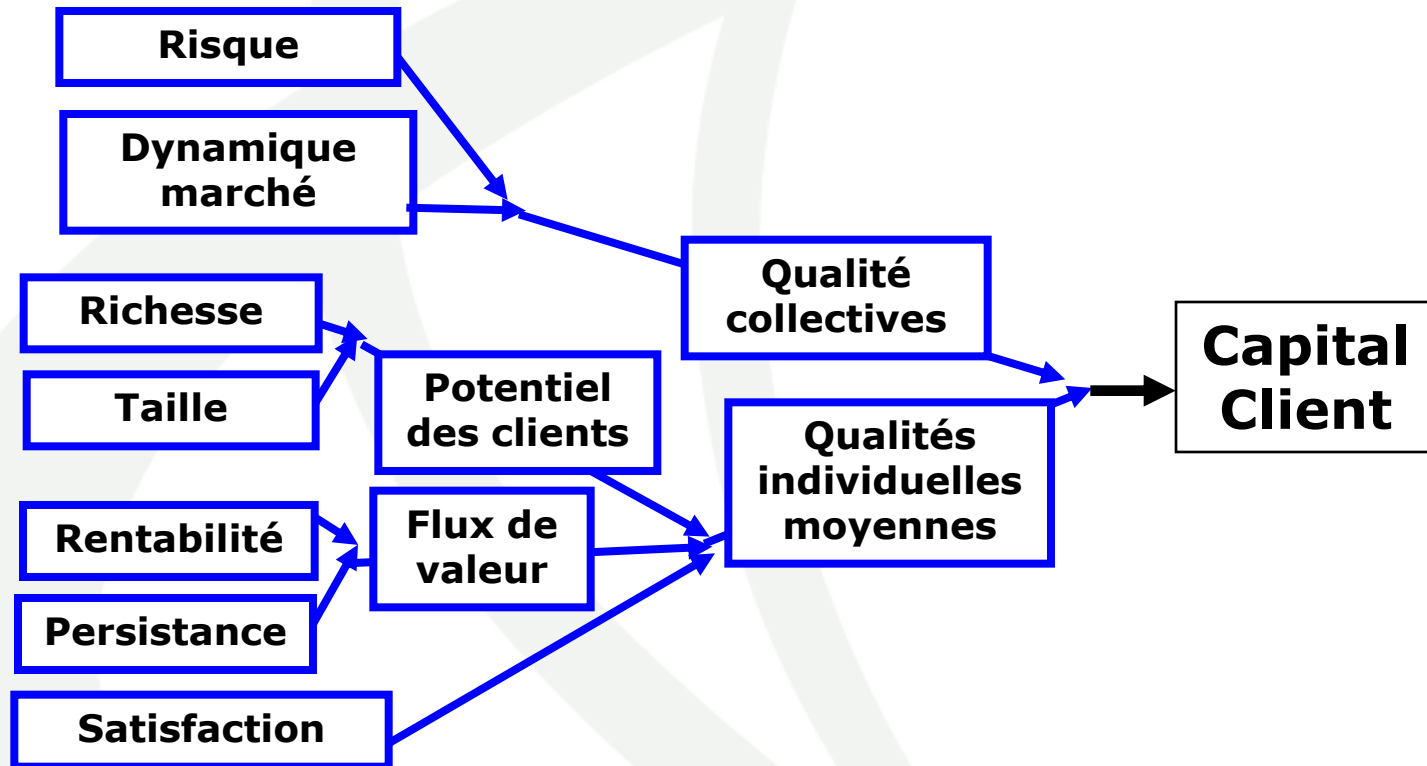 Risque
Dynamique
marché
Richesse
Taille
Rentabilité
Persistance
Satisfaction
Potentiel
des clients
Flux de
valeur
Qualité
collectives
Qualités
individuelles
moyennes
Capital
Client